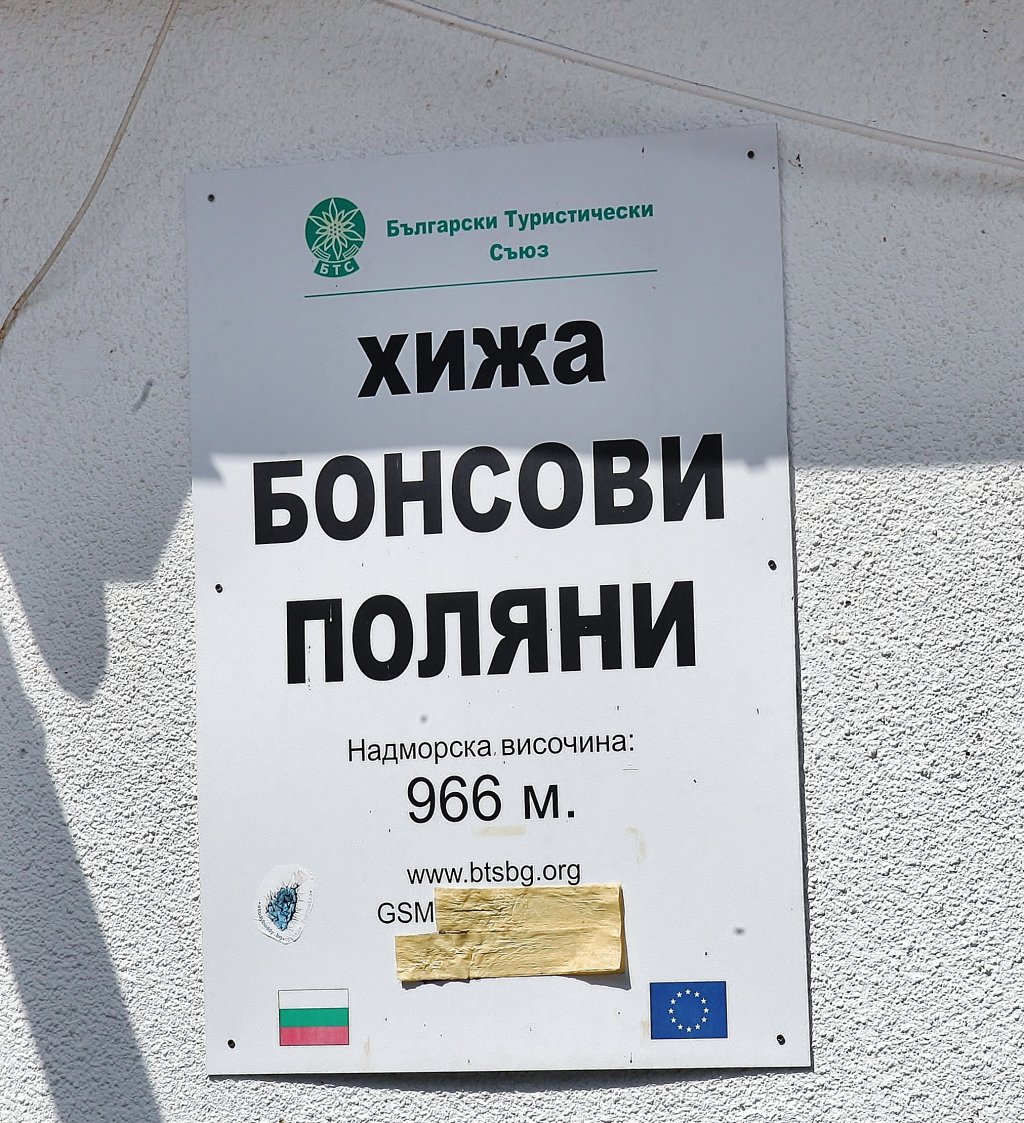 БТС
Български Туристически
Съюз
хижа
БОНСОВИ
ПОЛЯНИ
Надморска височина:
966 м.
www.btsbg.org
GSM